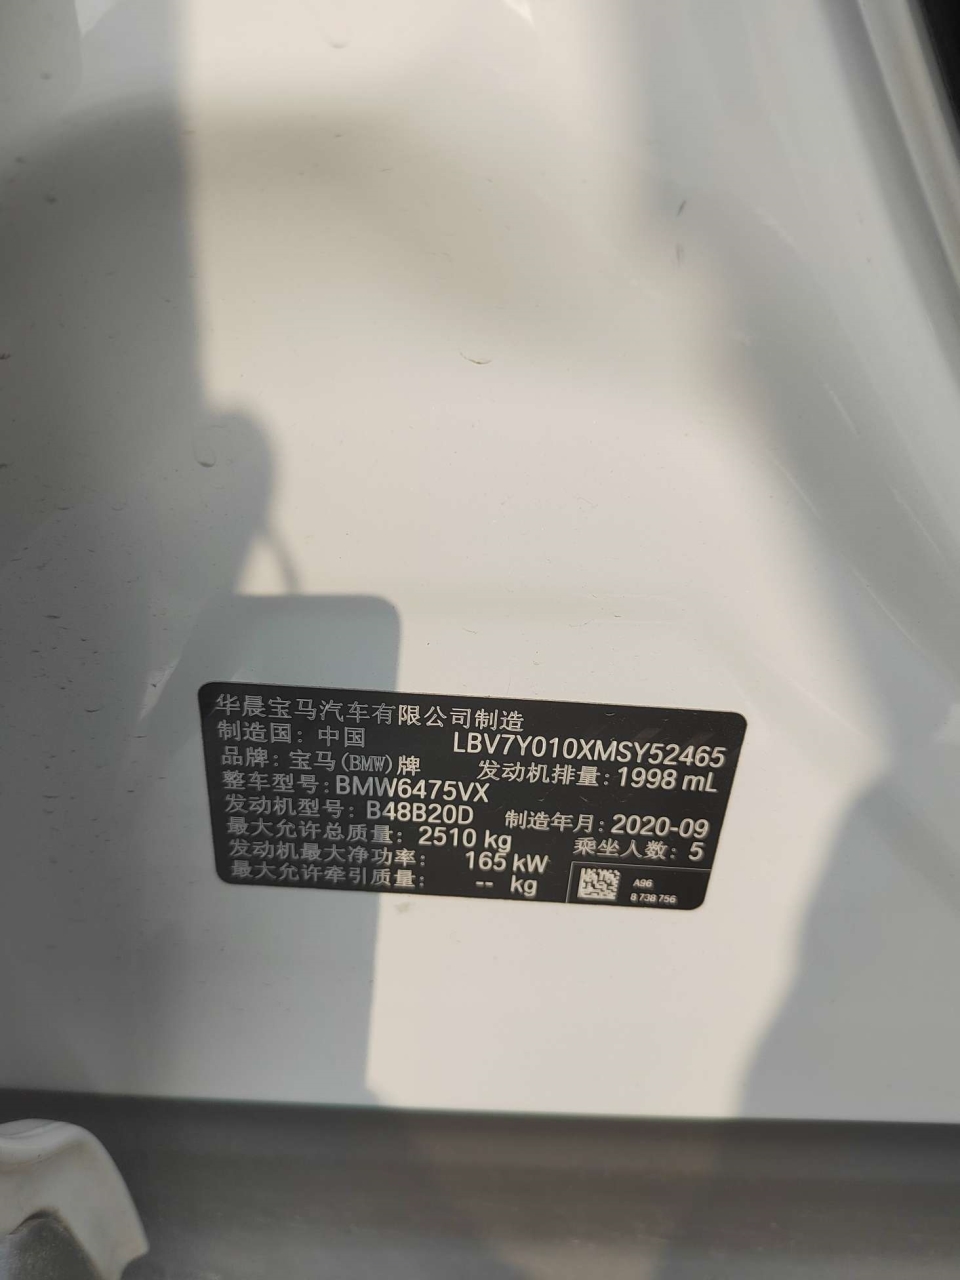 华晨宝马汽车有限公司制造
制造国: 中国 LBV7Y010XMSY52465
品牌: 宝马(BMW)牌 发动机排量: 1998 mL
整车型号: BMW6475VX
发动机型号: B48B20D 制造年月: 2020-09
最大允许总质量: 2510 kg 乘坐人数: 5
发动机最大净功率: 165 kW
最大允许牵引质量: -- kg
A96
8 738 756